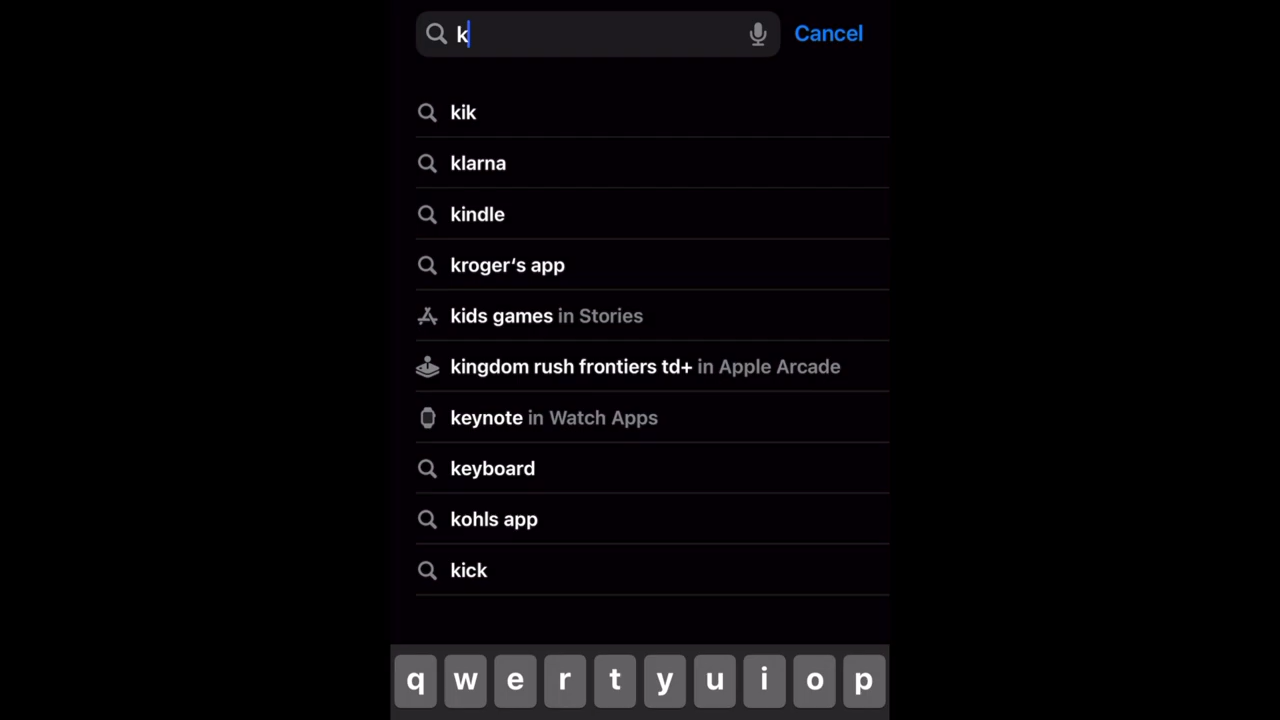 k Cancel
kik
klarna
kindle
kroger‘s app
kids games in Stories
kingdom rush frontiers td+ in Apple Arcade
keynote in Watch Apps
keyboard
kohls app
kick
q w e r t y u i o p